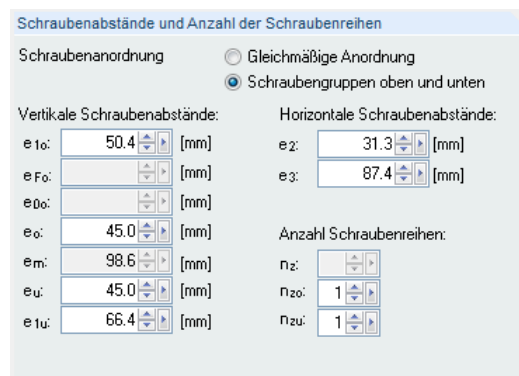 Schraubenabstände und Anzahl der Schraubenreihen
Schraubenanordnung
Gleichmäßige Anordnung
Schraubengruppen oben und unten
Vertikale Schraubenabstände:
e1o: 50.4 [mm]
eFo: [mm]
eDo: [mm]
eo: 45.0 [mm]
em: 98.6 [mm]
eu: 45.0 [mm]
e1u: 66.4 [mm]
Horizontale Schraubenabstände:
e2: 31.3 [mm]
e3: 87.4 [mm]
Anzahl Schraubenreihen:
nz:
nzo: 1
nzu: 1